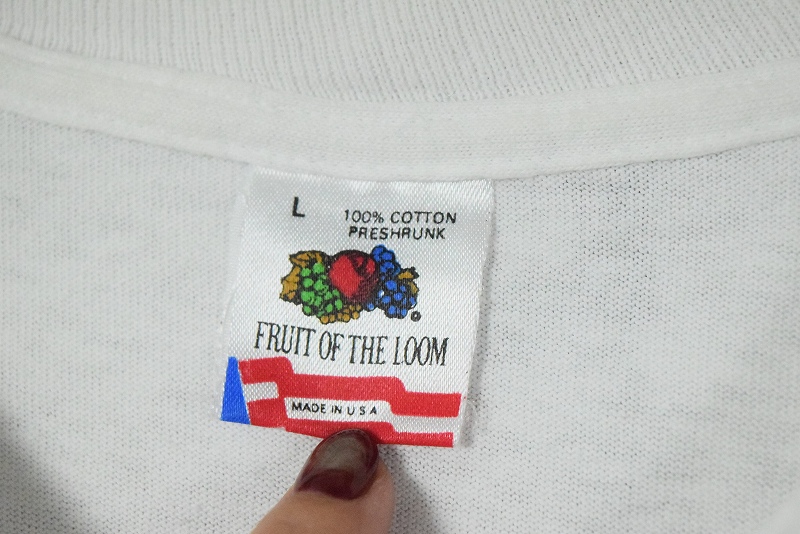 L
100% COTTON
PRESHRUNK
®
FRUIT OF THE LOOM
MADE IN U S A